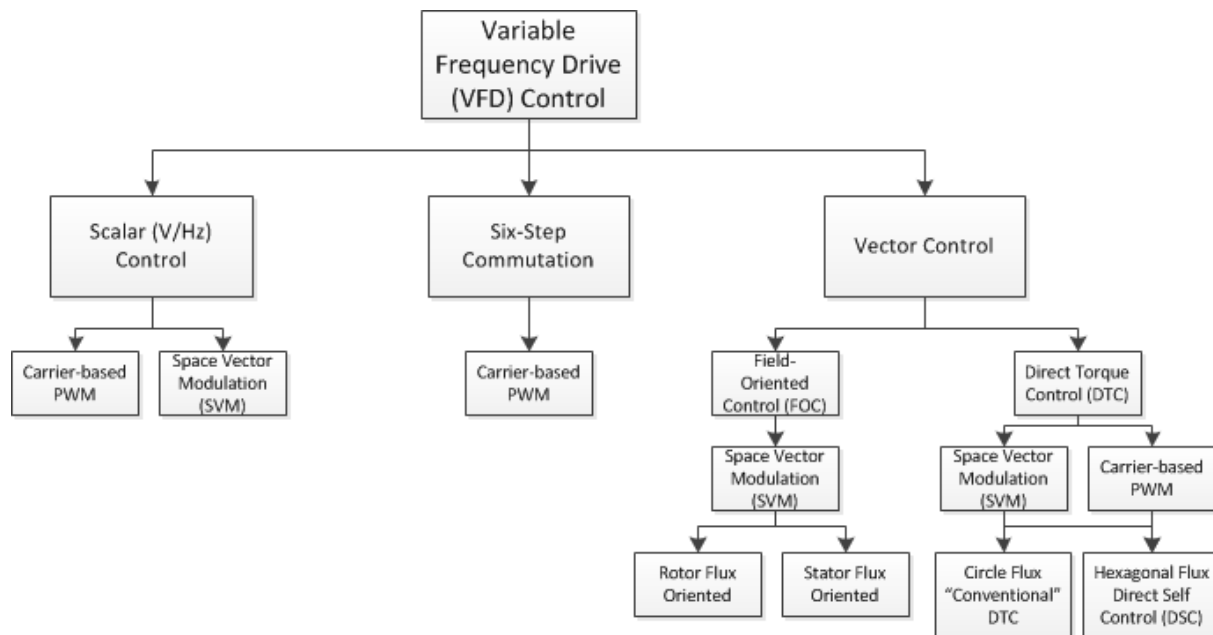 Variable
Frequency Drive
(VFD) Control
Scalar (V/Hz)
Control
Six-Step
Commutation
Vector Control
Carrier-based
PWM
Space Vector
Modulation
(SVM)
Carrier-based
PWM
Field-
Oriented
Control (FOC)
Direct Torque
Control (DTC)
Space Vector
Modulation
(SVM)
Space Vector
Modulation
(SVM)
Carrier-based
PWM
Rotor Flux
Oriented
Stator Flux
Oriented
Circle Flux
“Conventional”
DTC
Hexagonal Flux
Direct Self
Control (DSC)